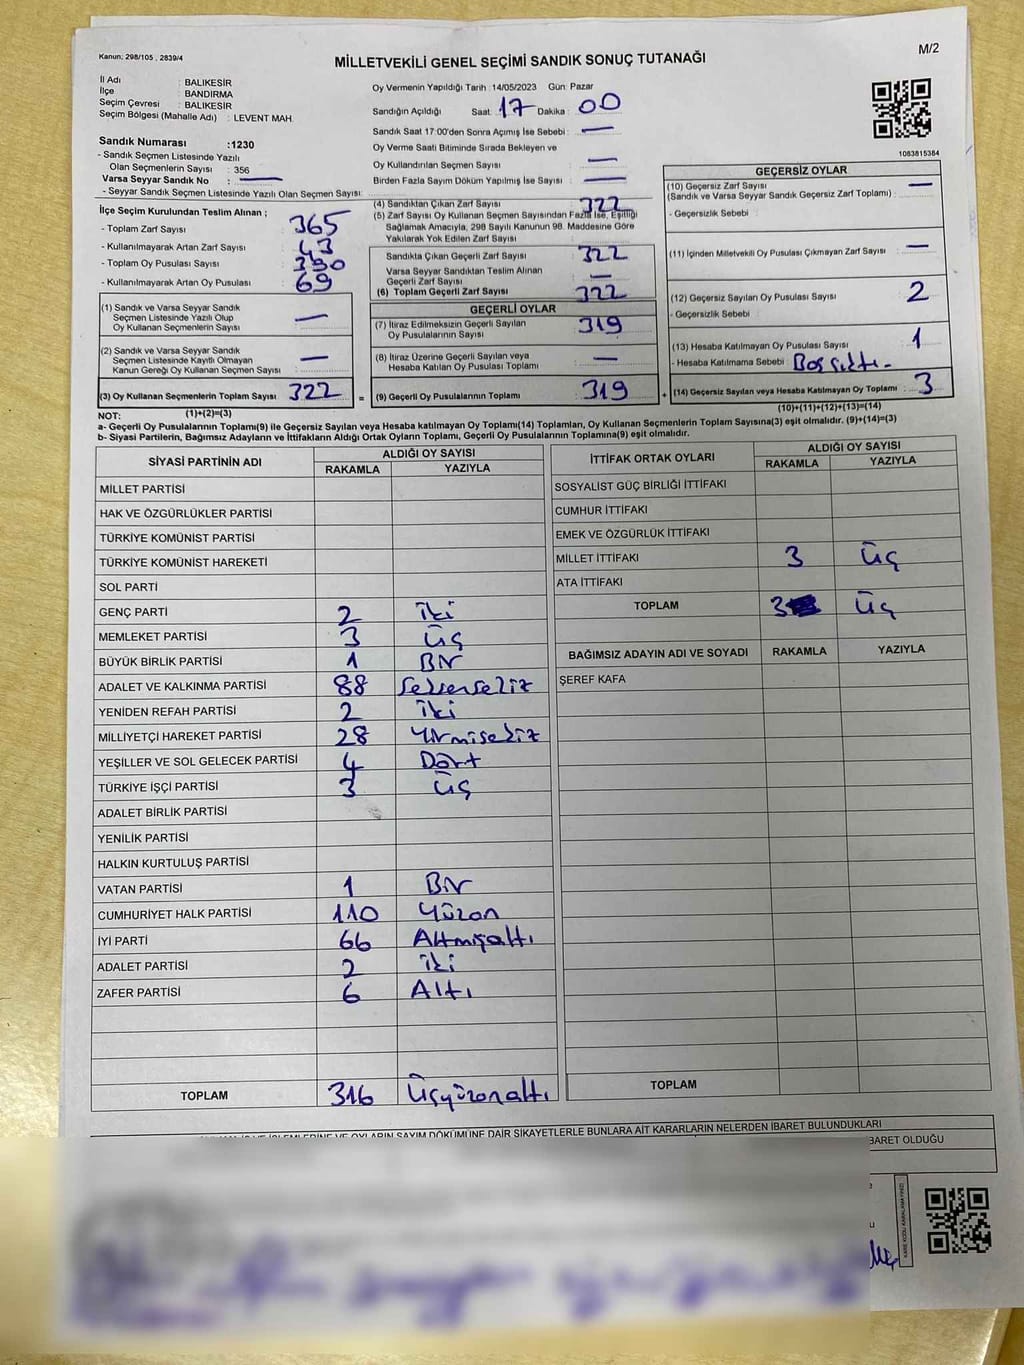 Kanun: 298/105 , 2839/4
MİLLETVEKİLİ GENEL SEÇİMİ SANDIK SONUÇ TUTANAĞI
M/2
İl Adı : BALIKESİR
İlçe : BANDIRMA
Seçim Çevresi : BALIKESİR
Seçim Bölgesi (Mahalle Adı) : LEVENT MAH.
Sandık Numarası :1230
- Sandık Seçmen Listesinde Yazılı
Olan Seçmenlerin Sayısı : 356
Varsa Seyyar Sandık No : —
- Seyyar Sandık Seçmen Listesinde Yazılı Olan Seçmen Sayısı:
Oy Vermenin Yapıldığı Tarih :14/05/2023 Gün: Pazar
Sandığın Açıldığı Saat: 17 Dakika : 00
Sandık Saat 17:00'den Sonra Açımış İse Sebebi : —
Oy Verme Saati Bitiminde Sırada Bekleyen ve
Oy Kullandırılan Seçmen Sayısı —
Birden Fazla Sayım Döküm Yapılmış İse Sayısı : —
1063815364
İlçe Seçim Kurulundan Teslim Alınan ;
- Toplam Zarf Sayısı : 365
- Kullanılmayarak Artan Zarf Sayısı : 43
- Toplam Oy Pusulası Sayısı : 390
- Kullanılmayarak Artan Oy Pusulası : 69
(1) Sandık ve Varsa Seyyar Sandık
Seçmen Listesinde Yazılı Olup
Oy Kullanan Seçmenlerin Sayısı : —
(2) Sandık ve Varsa Seyyar Sandık
Seçmen Listesinde Kayıtlı Olmayan
Kanun Gereği Oy Kullanan Seçmen Sayısı : —
(3) Oy Kullanan Seçmenlerin Toplam Sayısı : 322
(4) Sandıktan Çıkan Zarf Sayısı : 322
(5) Zarf Sayısı Oy Kullanan Seçmen Sayısından Fazla İse, Eşitliği
Sağlamak Amacıyla, 298 Sayılı Kanunun 98. Maddesine Göre
Yakılarak Yok Edilen Zarf Sayısı :
Sandıkta Çıkan Geçerli Zarf Sayısı : 322
Varsa Seyyar Sandıktan Teslim Alınan
Geçerli Zarf Sayısı : —
(6) Toplam Geçerli Zarf Sayısı : 322
GEÇERLİ OYLAR
(7) İtiraz Edilmeksizin Geçerli Sayılan
Oy Pusulalarının Sayısı : 319
(8) İtiraz Üzerine Geçerli Sayılan veya
Hesaba Katılan Oy Pusulası Toplamı : —
= (9) Geçerli Oy Pusulalarının Toplamı : 319
GEÇERSİZ OYLAR
(10) Geçersiz Zarf Sayısı : —
(Sandık ve Varsa Seyyar Sandık Geçersiz Zarf Toplamı) :
- Geçersizlik Sebebi :
(11) İçinden Milletvekili Oy Pusulası Çıkmayan Zarf Sayısı : —
(12) Geçersiz Sayılan Oy Pusulası Sayısı : 2
- Geçersizlik Sebebi :
(13) Hesaba Katılmayan Oy Pusulası Sayısı : 1
- Hesaba Katılmama Sebebi : Boş çıktı.
+ (14) Geçersiz Sayılan veya Hesaba Katılmayan Oy Toplamı : 3
NOT: (1)+(2)=(3)
(10)+(11)+(12)+(13)=(14)
a- Geçerli Oy Pusulalarının Toplamı(9) ile Geçersiz Sayılan veya Hesaba katılmayan Oy Toplamı(14) Toplamları, Oy Kullanan Seçmenlerin Toplam Sayısına(3) eşit olmalıdır. (9)+(14)=(3)
b- Siyasi Partilerin, Bağımsız Adayların ve İttifakların Aldığı Ortak Oyların Toplamı, Geçerli Oy Pusulalarının Toplamına(9) eşit olmalıdır.
SİYASİ PARTİNİN ADI ALDIĞI OY SAYISI
RAKAMLA YAZIYLA
MİLLET PARTİSİ
HAK VE ÖZGÜRLÜKLER PARTİSİ
TÜRKİYE KOMÜNİST PARTİSİ
TÜRKİYE KOMÜNİST HAREKETİ
SOL PARTİ
GENÇ PARTİ 2 iki
MEMLEKET PARTİSİ 3 üç
BÜYÜK BİRLİK PARTİSİ 1 Bir
ADALET VE KALKINMA PARTİSİ 88 Seksensekiz
YENİDEN REFAH PARTİSİ 2 iki
MİLLİYETÇİ HAREKET PARTİSİ 28 Yirmisekiz
YEŞİLLER VE SOL GELECEK PARTİSİ 4 Dört
TÜRKİYE İŞÇİ PARTİSİ 3 üç
ADALET BİRLİK PARTİSİ
YENİLİK PARTİSİ
HALKIN KURTULUŞ PARTİSİ
VATAN PARTİSİ 1 Bir
CUMHURİYET HALK PARTİSİ 110 Yüzon
İYİ PARTİ 66 Altmışaltı
ADALET PARTİSİ 2 iki
ZAFER PARTİSİ 6 Altı
TOPLAM 316 Üçyüzonaltı
İTTİFAK ORTAK OYLARI ALDIĞI OY SAYISI
RAKAMLA YAZIYLA
SOSYALIST GÜÇ BİRLİĞİ İTTİFAKI
CUMHUR İTTİFAKI
EMEK VE ÖZGÜRLÜK İTTİFAKI
MİLLET İTTİFAKI 3 üç
ATA İTTİFAKI
TOPLAM 3 üç
BAĞIMSIZ ADAYIN ADI VE SOYADI RAKAMLA YAZIYLA
ŞEREF KAFA
TOPLAM
OYLARIN SAYIM DÖKÜMÜNE DAİR ŞİKAYETLERLE BUNLARA AİT KARARLARIN NELERDEN İBARET BULUNDUKLARI
İBARET OLDUĞU